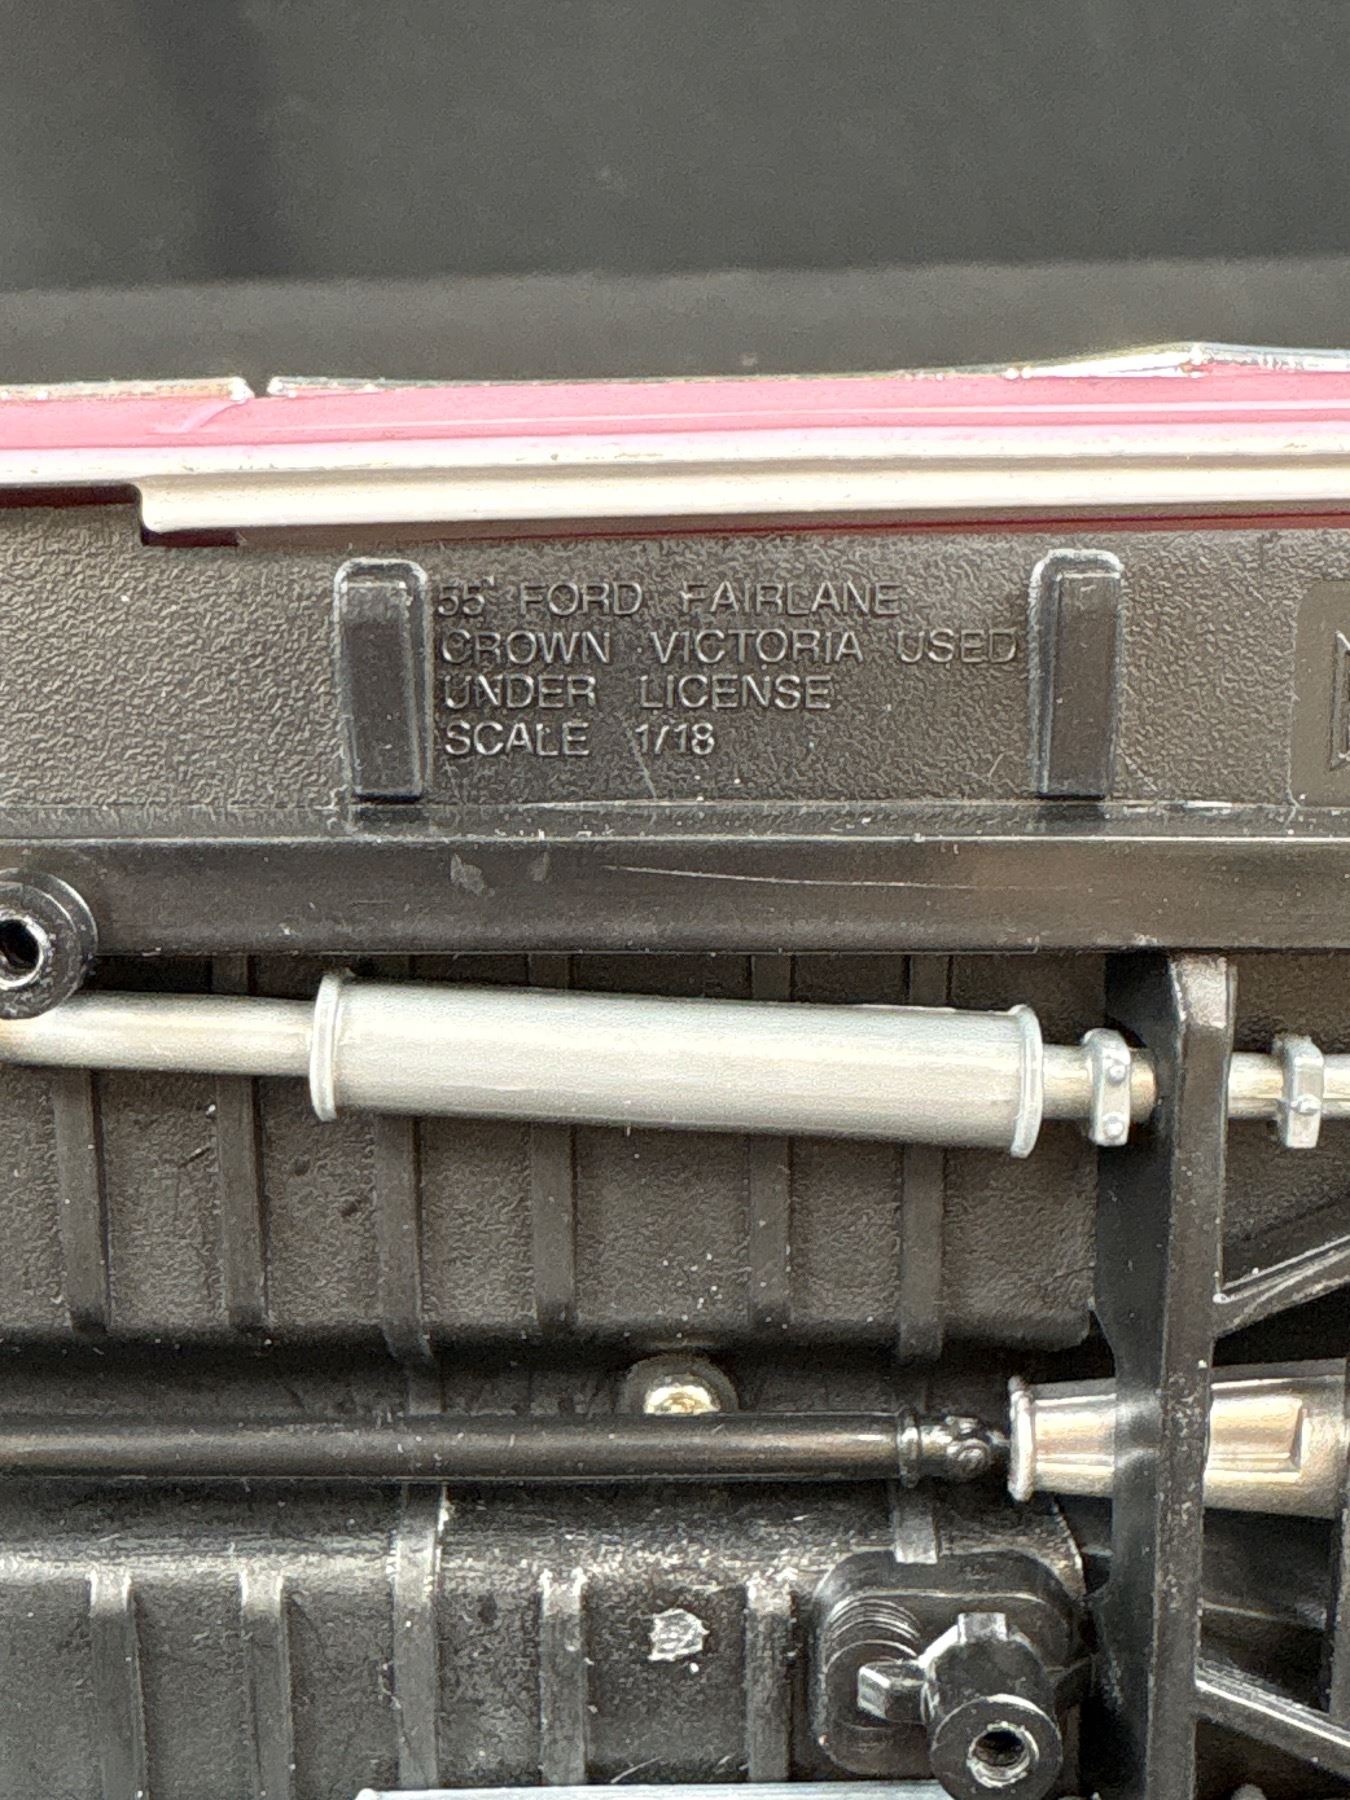 55" FORD FAIRLANE
CROWN VICTORIA USED
UNDER LICENSE
SCALE 1/18